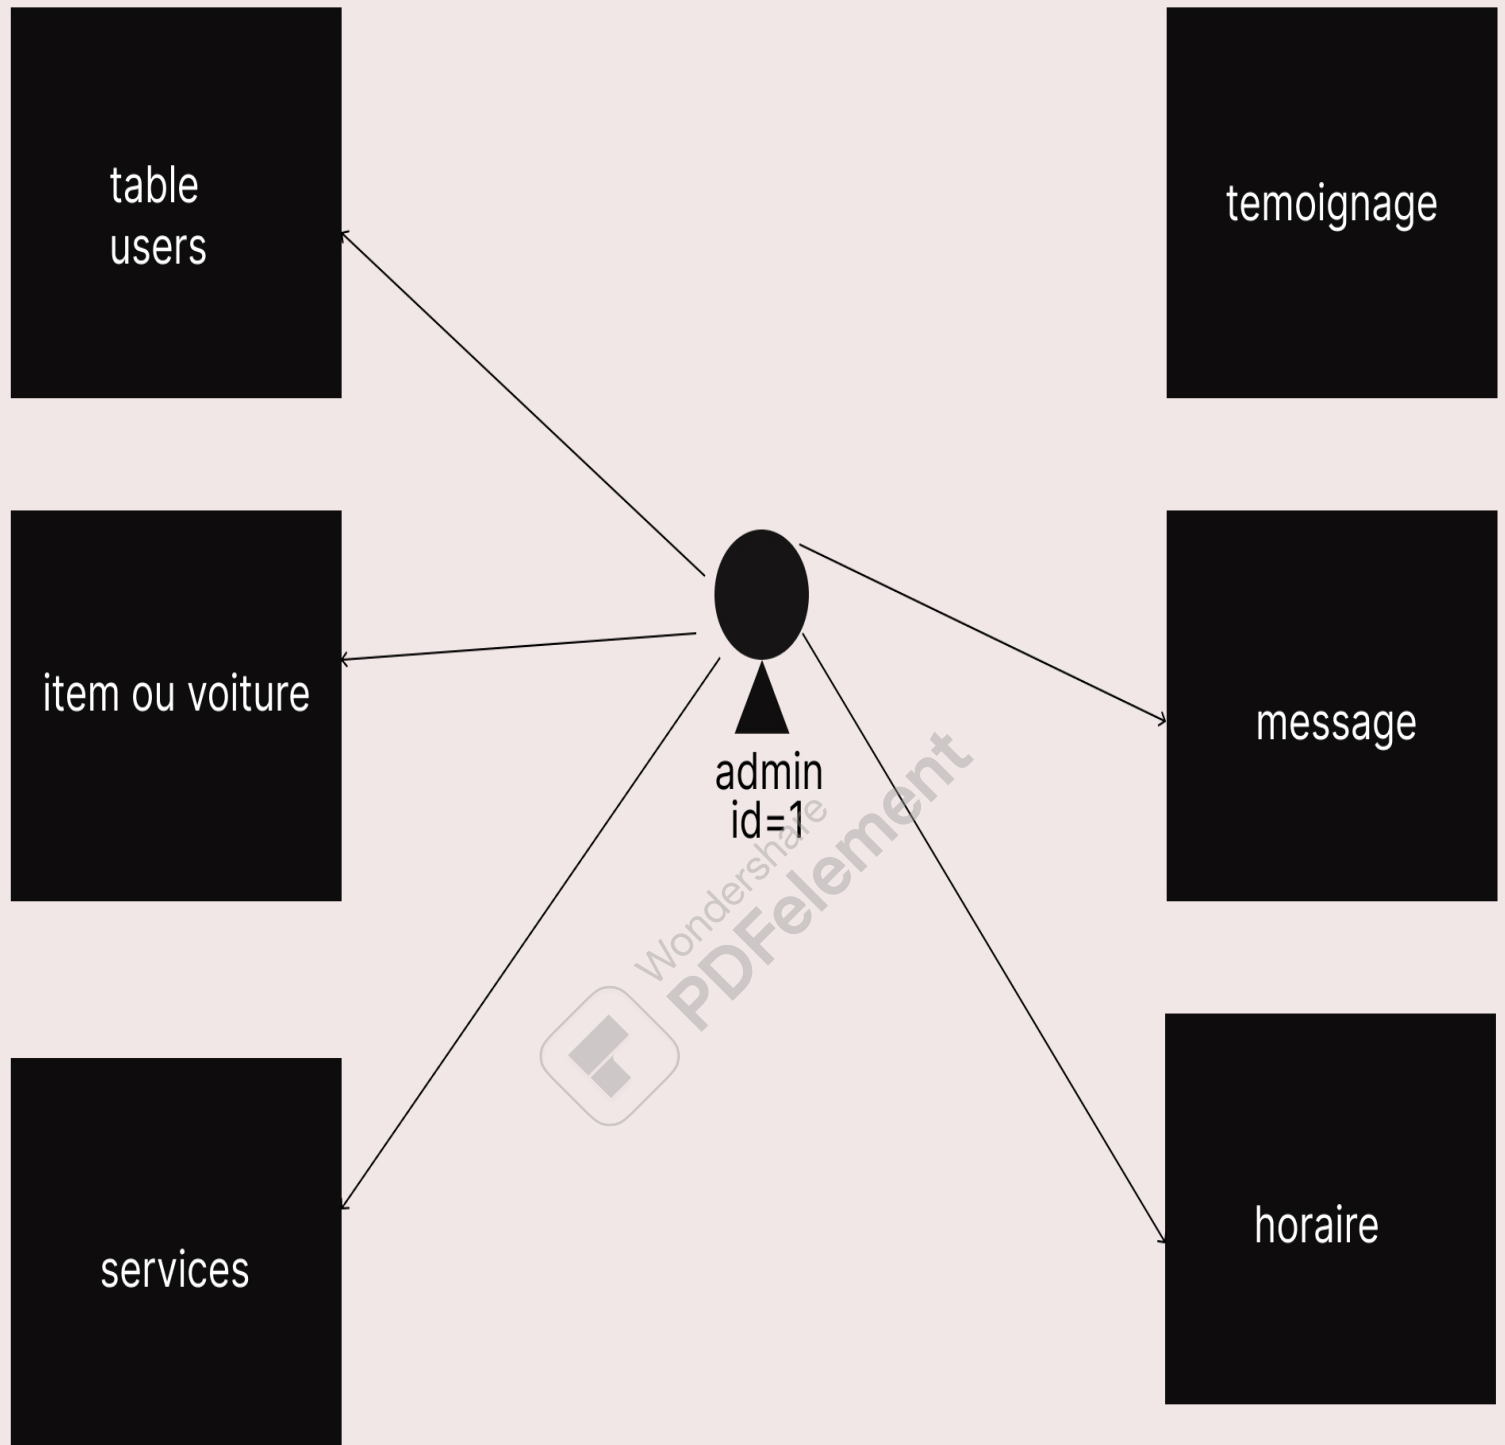 table
users
temoignage
item ou voiture
message
admin
id=1
Wondershare
PDFelement
services
horaire